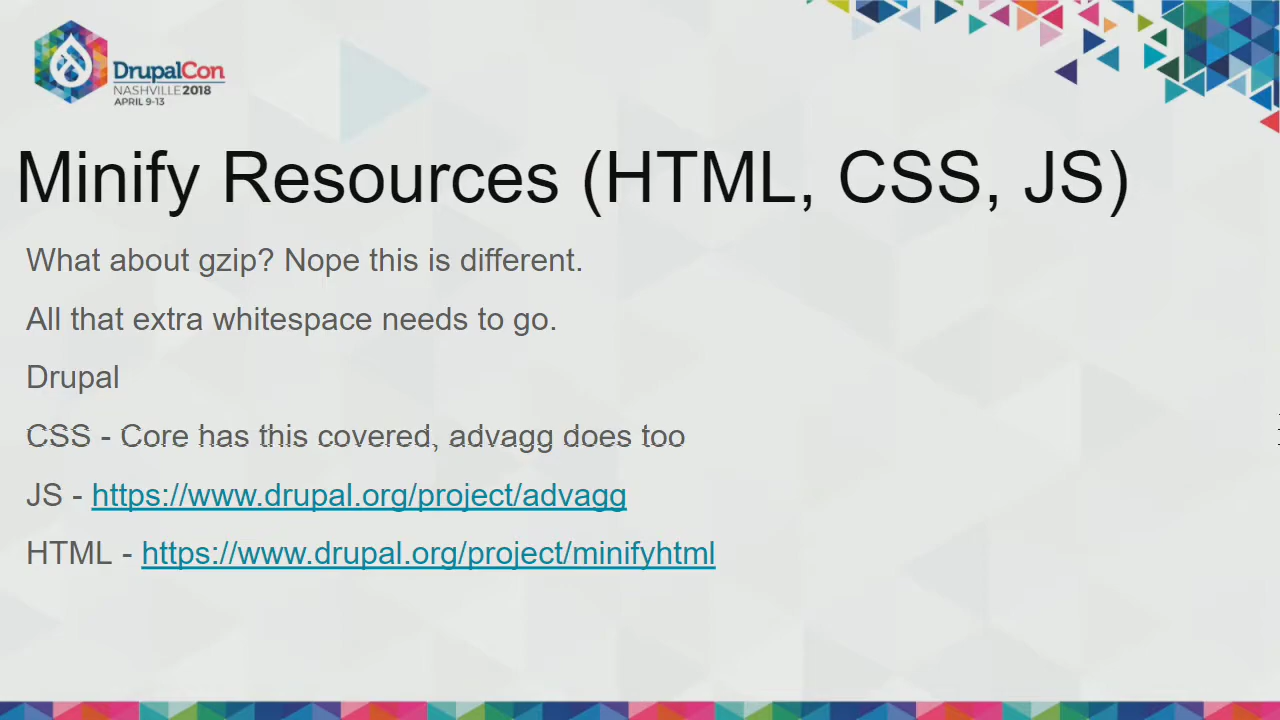 DrupalCon
NASHVILLE 2018
APRIL 9-13
Minify Resources (HTML, CSS, JS)
What about gzip? Nope this is different.
All that extra whitespace needs to go.
Drupal
CSS - Core has this covered, advagg does too
JS - https://www.drupal.org/project/advagg
HTML - https://www.drupal.org/project/minifyhtml